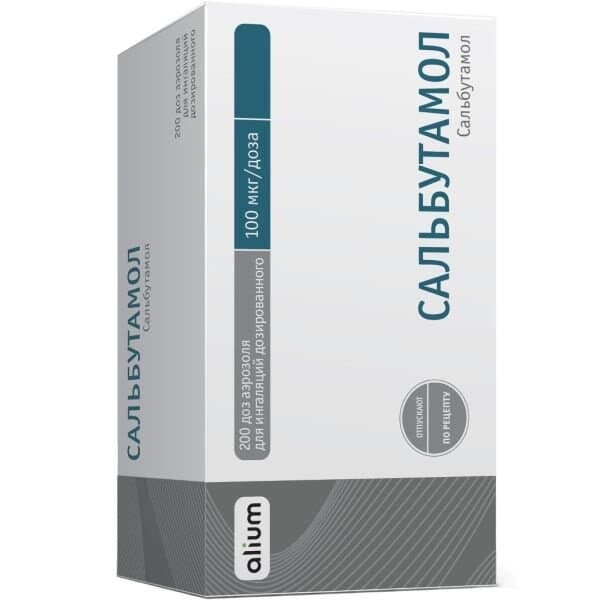 САЛЬБУТАМОЛ
Сальбутамол
100 мкг/доза
200 доз аэрозоля
для ингаляций дозированного
ОТПУСКАЮТ
ПО РЕЦЕПТУ
alium
САЛЬБУТАМОЛ
Сальбутамол
200 доз аэрозоля
для ингаляций
дозированного